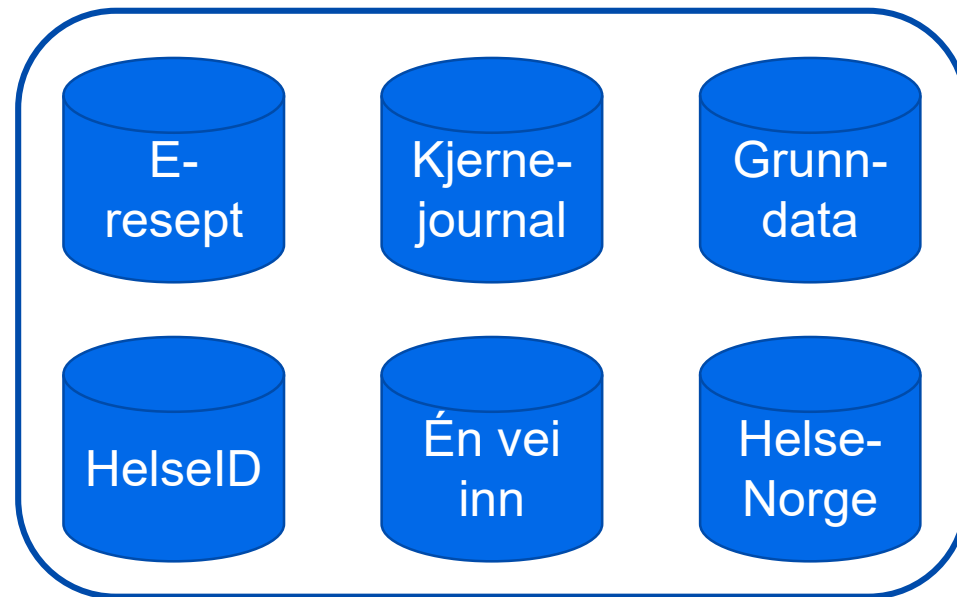 E-
resept
Kjerne-
journal
Grunn-
data
HelseID
Én vei
inn
Helse-
Norge